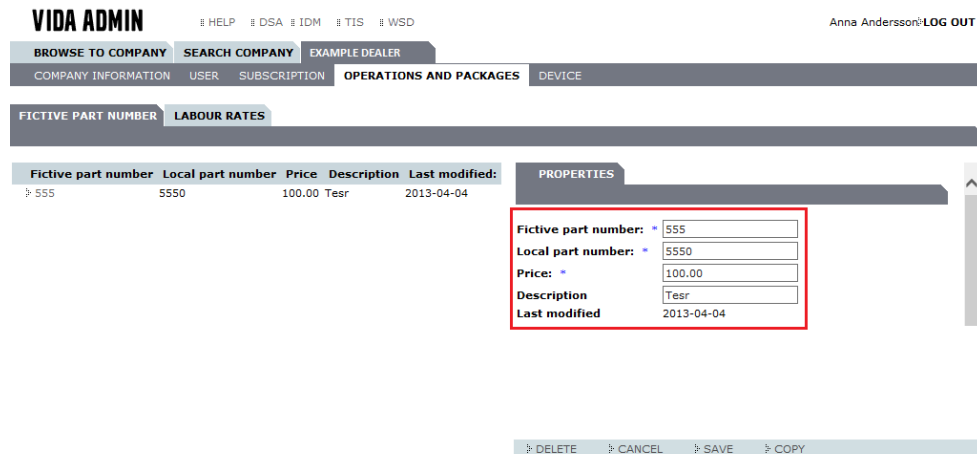 VIDA ADMIN HELP DSA IDM TIS WSD Anna Andersson LOG OUT
BROWSE TO COMPANY SEARCH COMPANY EXAMPLE DEALER
COMPANY INFORMATION USER SUBSCRIPTION OPERATIONS AND PACKAGES DEVICE
FICTIVE PART NUMBER LABOUR RATES
Fictive part number Local part number Price Description Last modified:
555 5550 100.00 Tesr 2013-04-04
PROPERTIES
Fictive part number: * 555
Local part number: * 5550
Price: * 100.00
Description Tesr
Last modified 2013-04-04
DELETE CANCEL SAVE COPY